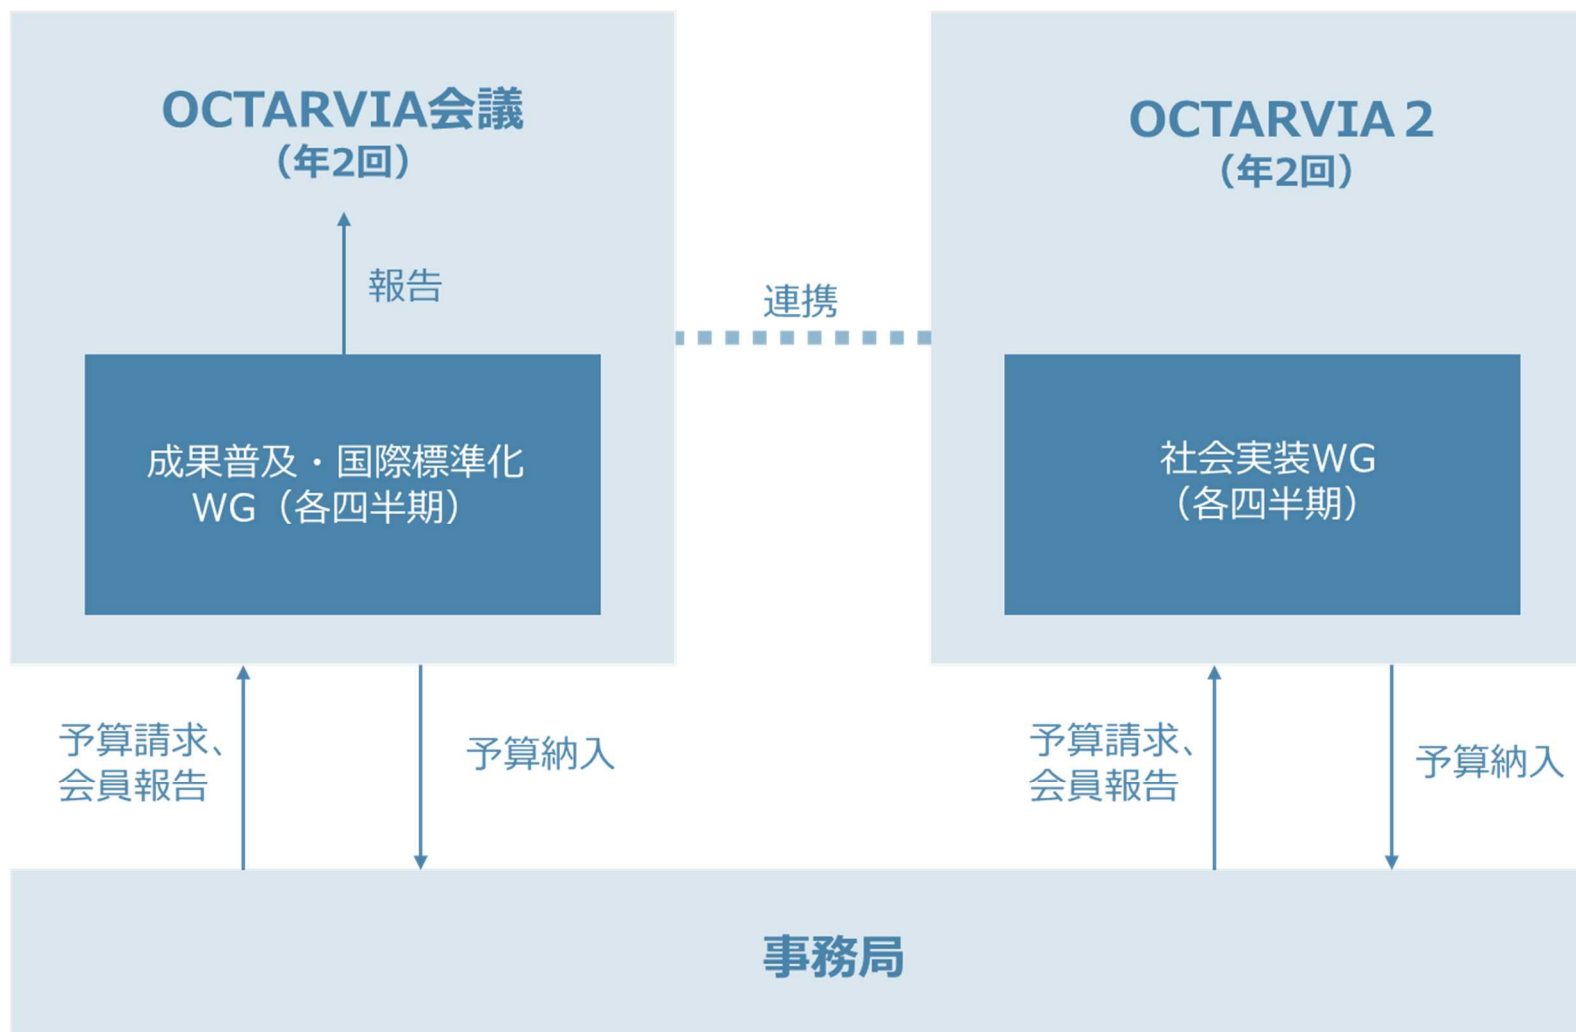 OCTARVIA会議
（年2回）
報告
成果普及・国際標準化
WG（各四半期）
連携
OCTARVIA２
（年2回）
社会実装WG
（各四半期）
予算請求、
会員報告
予算納入
予算請求、
会員報告
予算納入
事務局